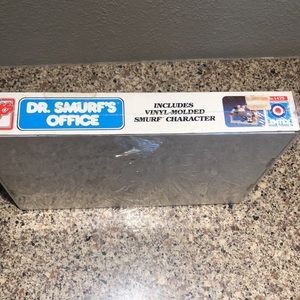 DR. SMURF'S
OFFICE
INCLUDES
VINYL-MOLDED
SMURF CHARACTER